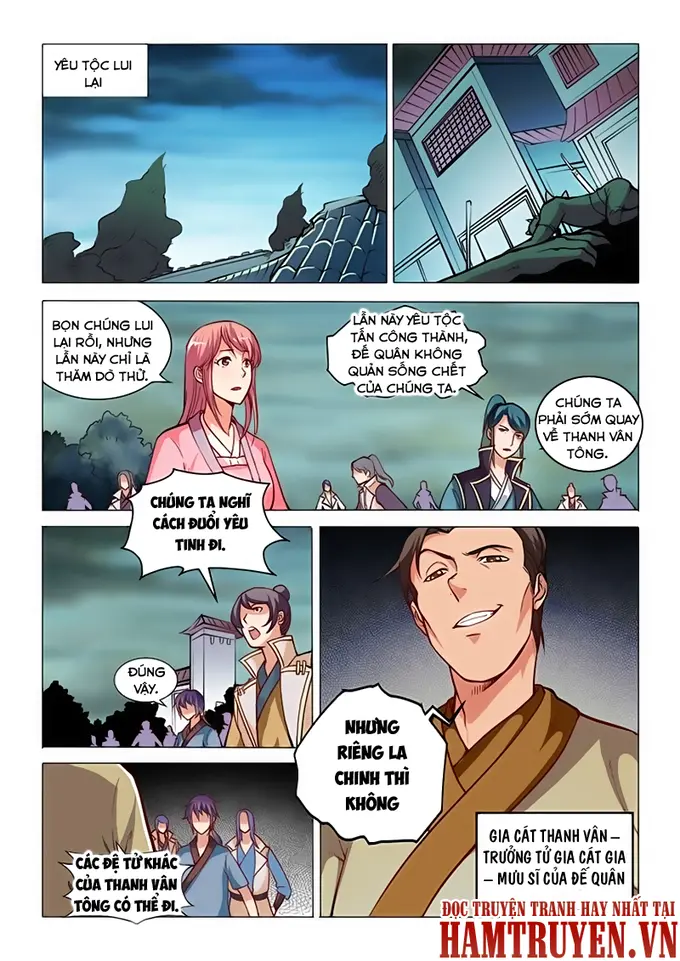 YÊU TỘC LUI
LẠI
BỌN CHÚNG LUI
LẠI RỒI, NHƯNG
LẦN NÀY CHỈ LÀ
THĂM DÒ THỬ.
LẦN NÀY YÊU TỘC
TẤN CÔNG THÀNH,
ĐẾ QUÂN KHÔNG
QUẢN SỐNG CHẾT
CỦA CHÚNG TA.
CHÚNG TA
PHẢI SỚM QUAY
VỀ THANH VÂN
TÔNG.
CHÚNG TA NGHĨ
CÁCH ĐUỔI YÊU
TINH ĐI.
ĐÚNG
VẬY.
NHƯNG
RIÊNG LA
CHINH THÌ
KHÔNG
GIA CÁT THANH VÂN –
TRƯỞNG TỬ GIA CÁT GIA
– MƯU SĨ CỦA ĐẾ QUÂN
CÁC ĐỆ TỬ KHÁC
CỦA THANH VÂN
TÔNG CÓ THỂ ĐI.
ĐỌC TRUYỆN TRANH HAY NHẤT TẠI
HAMTRUYEN.VN